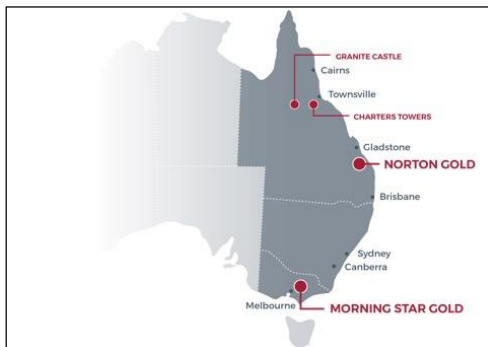 GRANITE CASTLE
Cairns
Townsville
CHARTERS TOWERS
Gladstone
NORTON GOLD
Brisbane
Sydney
Canberra
Melbourne
MORNING STAR GOLD